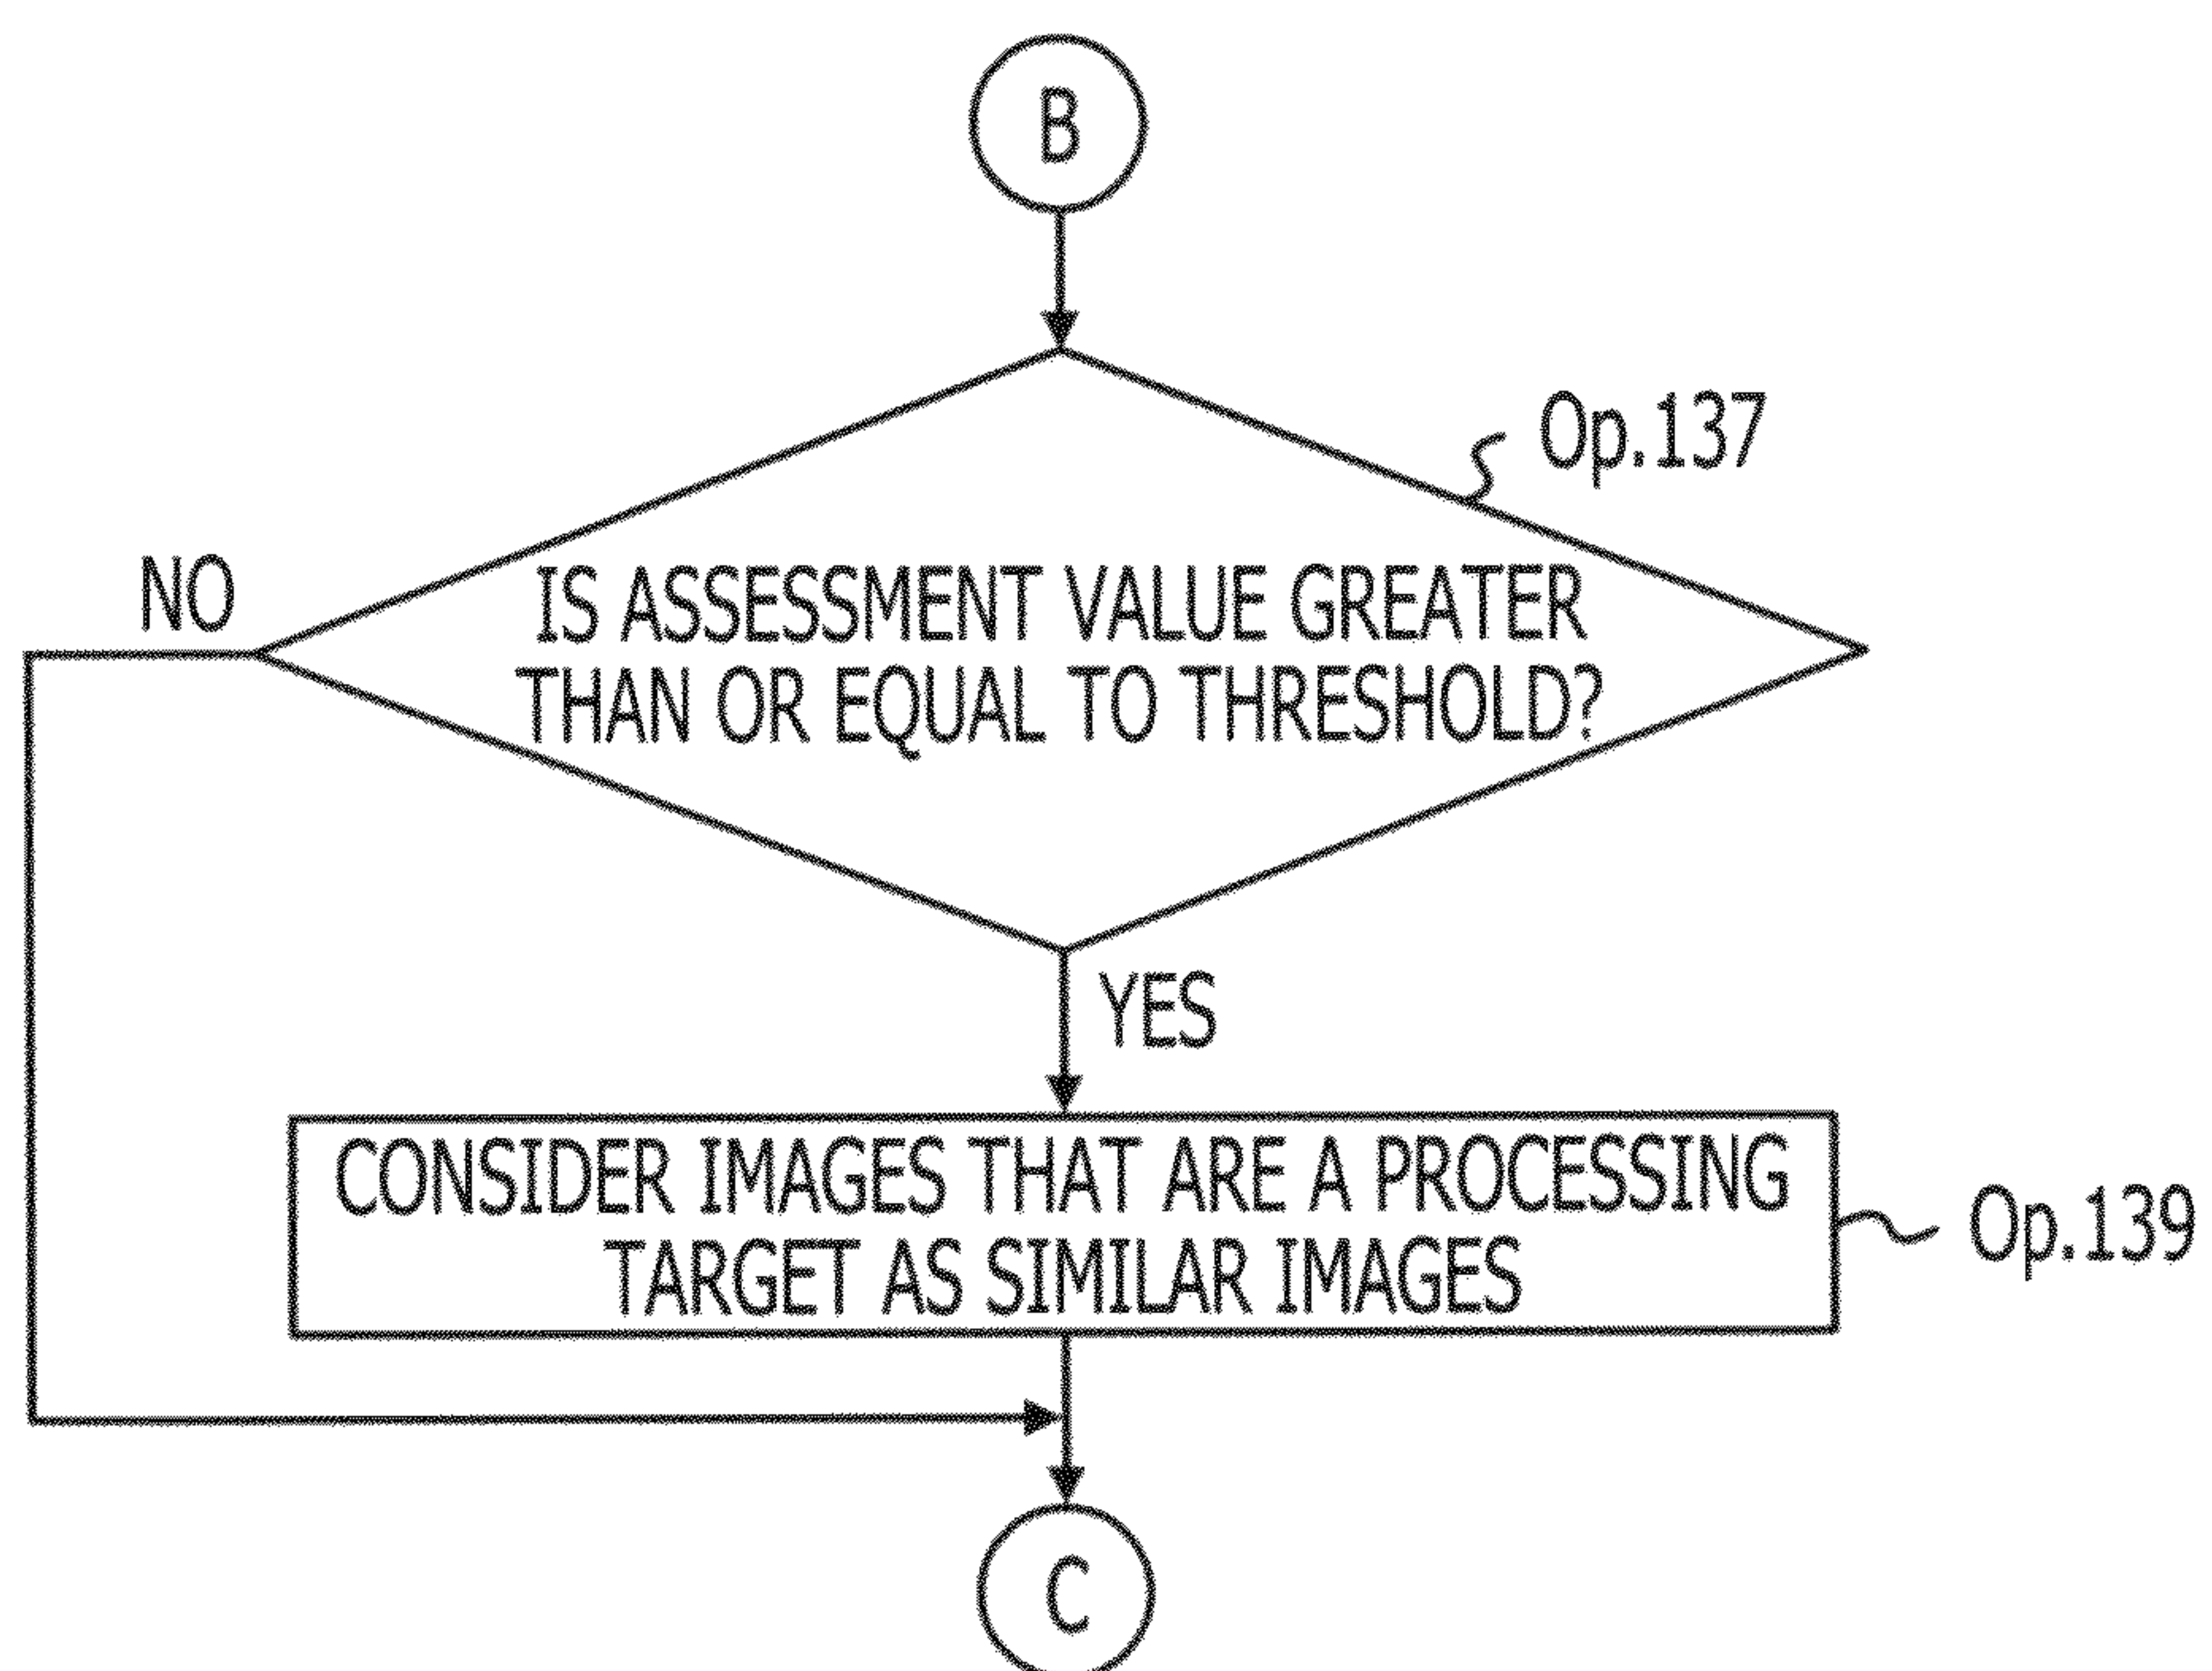 B
Op.137
NO
IS ASSESSMENT VALUE GREATER
THAN OR EQUAL TO THRESHOLD?
YES
CONSIDER IMAGES THAT ARE A PROCESSING
TARGET AS SIMILAR IMAGES
Op.139
C